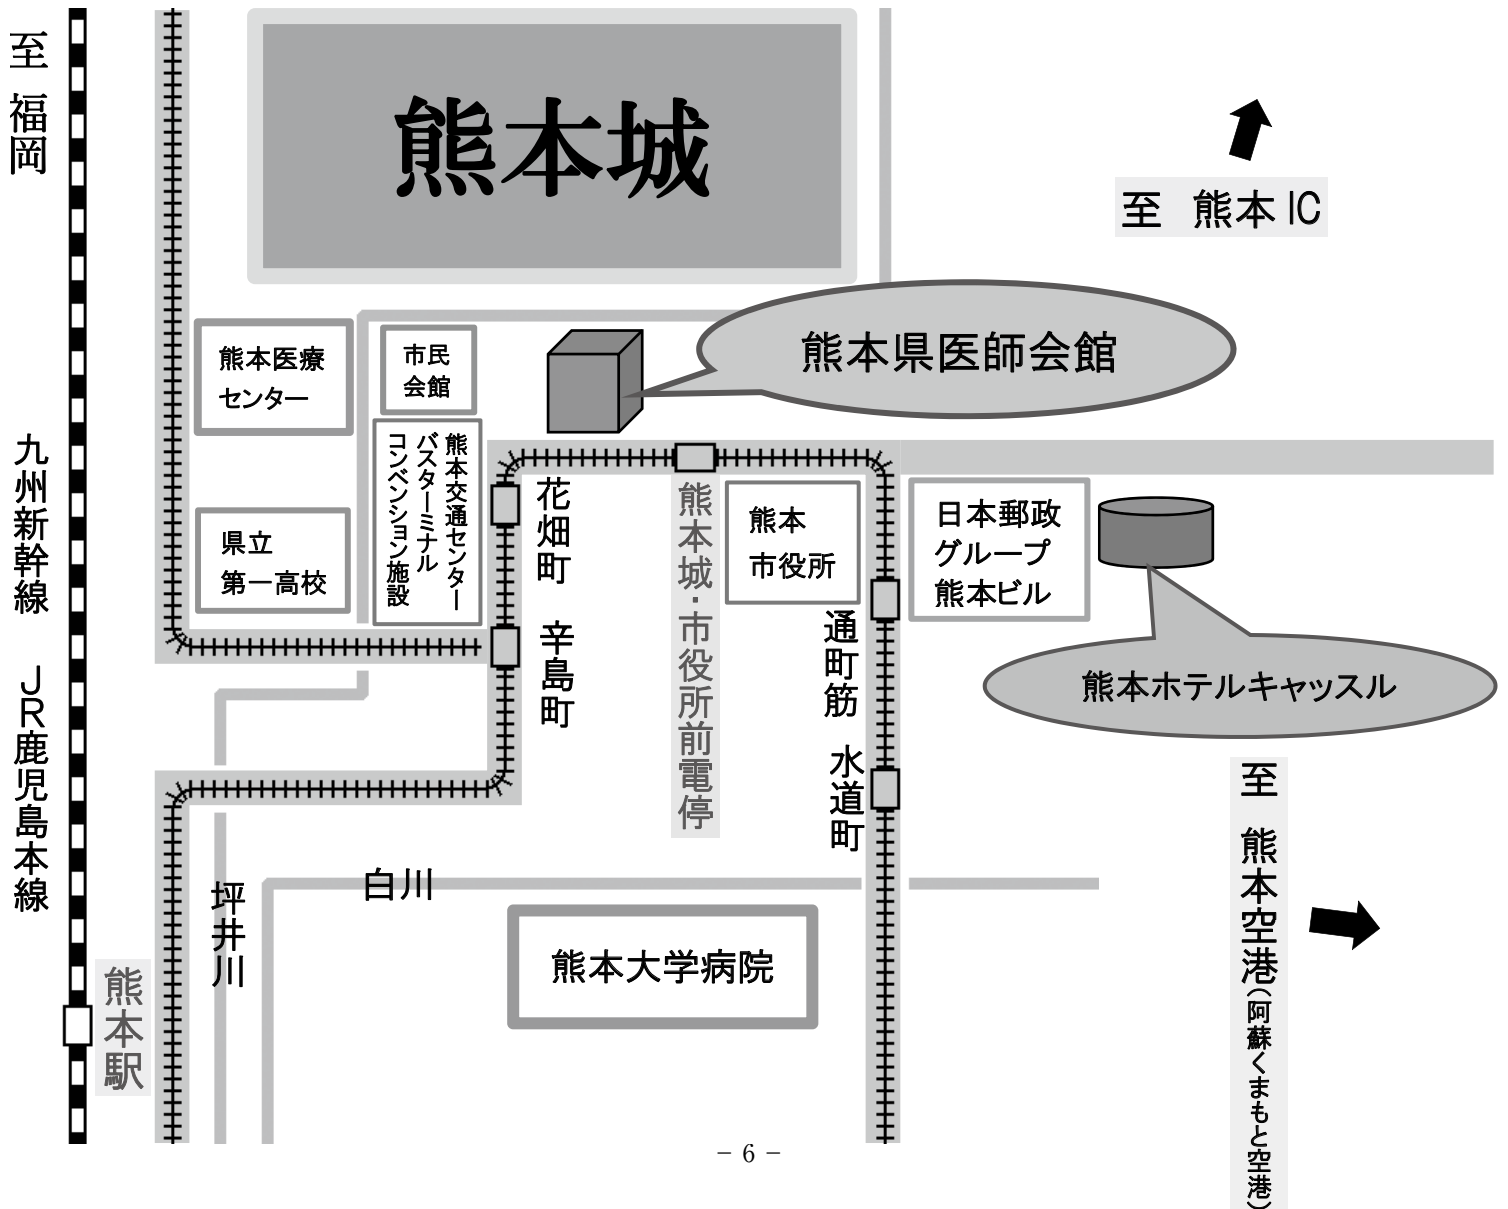 至 福岡
九州新幹線 JR鹿児島本線
熊本城
至 熊本IC
熊本県医師会館
熊本医療
センター
市民
会館
熊本交通センター
バスターミナル
コンベンション施設
県立
第一高校
花畑町
辛島町
熊本城・市役所前電停
熊本
市役所
通町筋
水道町
日本郵政
グループ
熊本ビル
熊本ホテルキャッスル
至 熊本空港(阿蘇くまもと空港)
白川
坪井川
熊本大学病院
熊本駅
− 6 −